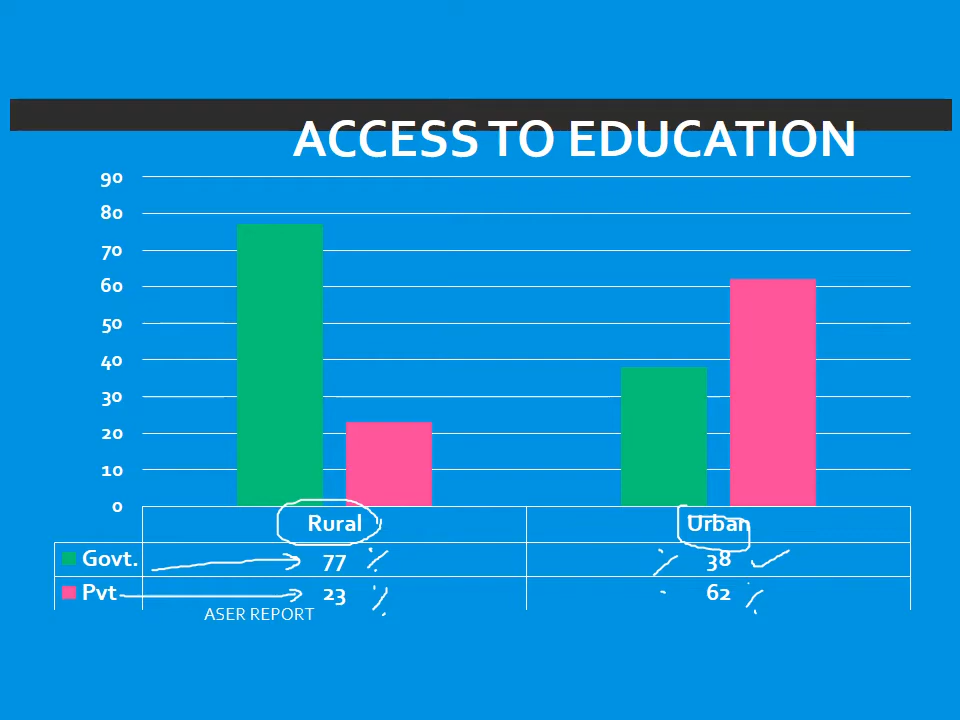 ACCESS TO EDUCATION
90
80
70
60
50
40
30
20
10
0
Rural Urban
Govt. 77 % % 38
Pvt 23 % 62 %
ASER REPORT